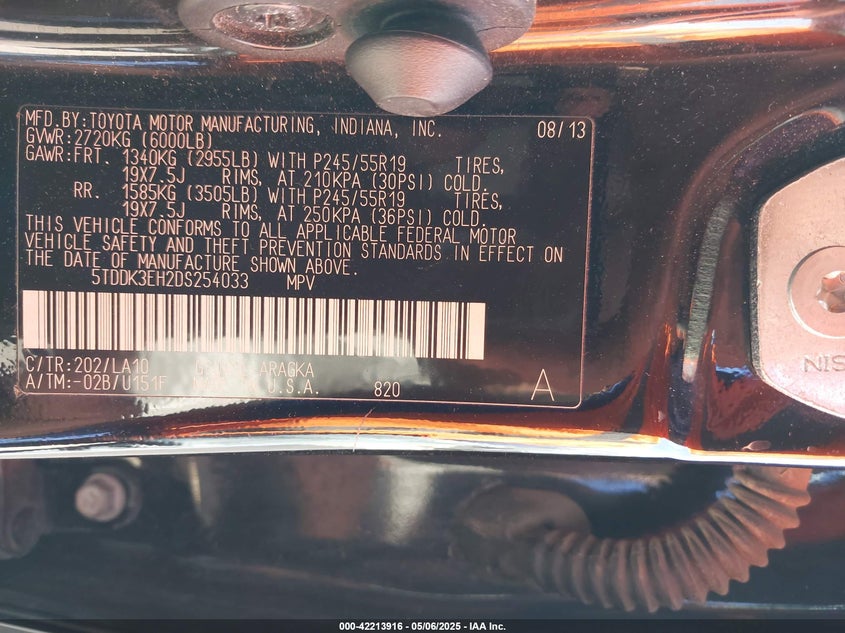 MFD.BY:TOYOTA MOTOR MANUFACTURING, INDIANA, INC. 08/13
GVWR:2720KG (6000LB)
GAWR:FRT. 1340KG (2955LB) WITH P245/55R19 TIRES,
19X7.5J RIMS, AT 210KPA (30PSI) COLD.
RR. 1585KG (3505LB) WITH P245/55R19 TIRES,
19X7.5J RIMS, AT 250KPA (36PSI) COLD.
THIS VEHICLE CONFORMS TO ALL APPLICABLE FEDERAL MOTOR
VEHICLE SAFETY AND THEFT PREVENTION STANDARDS IN EFFECT ON
THE DATE OF MANUFACTURE SHOWN ABOVE.
5TDDK3EH2DS254033 MPV
C/TR:202/LA10 ARAGKA
A/TM:-02B/U151F U.S.A. 820 A
NIS
000-42213916 - 05/06/2025 - IAA Inc.